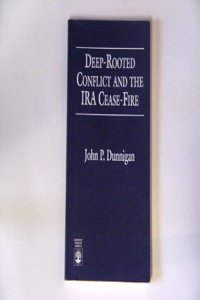 DEEP-ROOTED
CONFLICT AND THE
IRA CEASE-FIRE
John P. Dunnigan